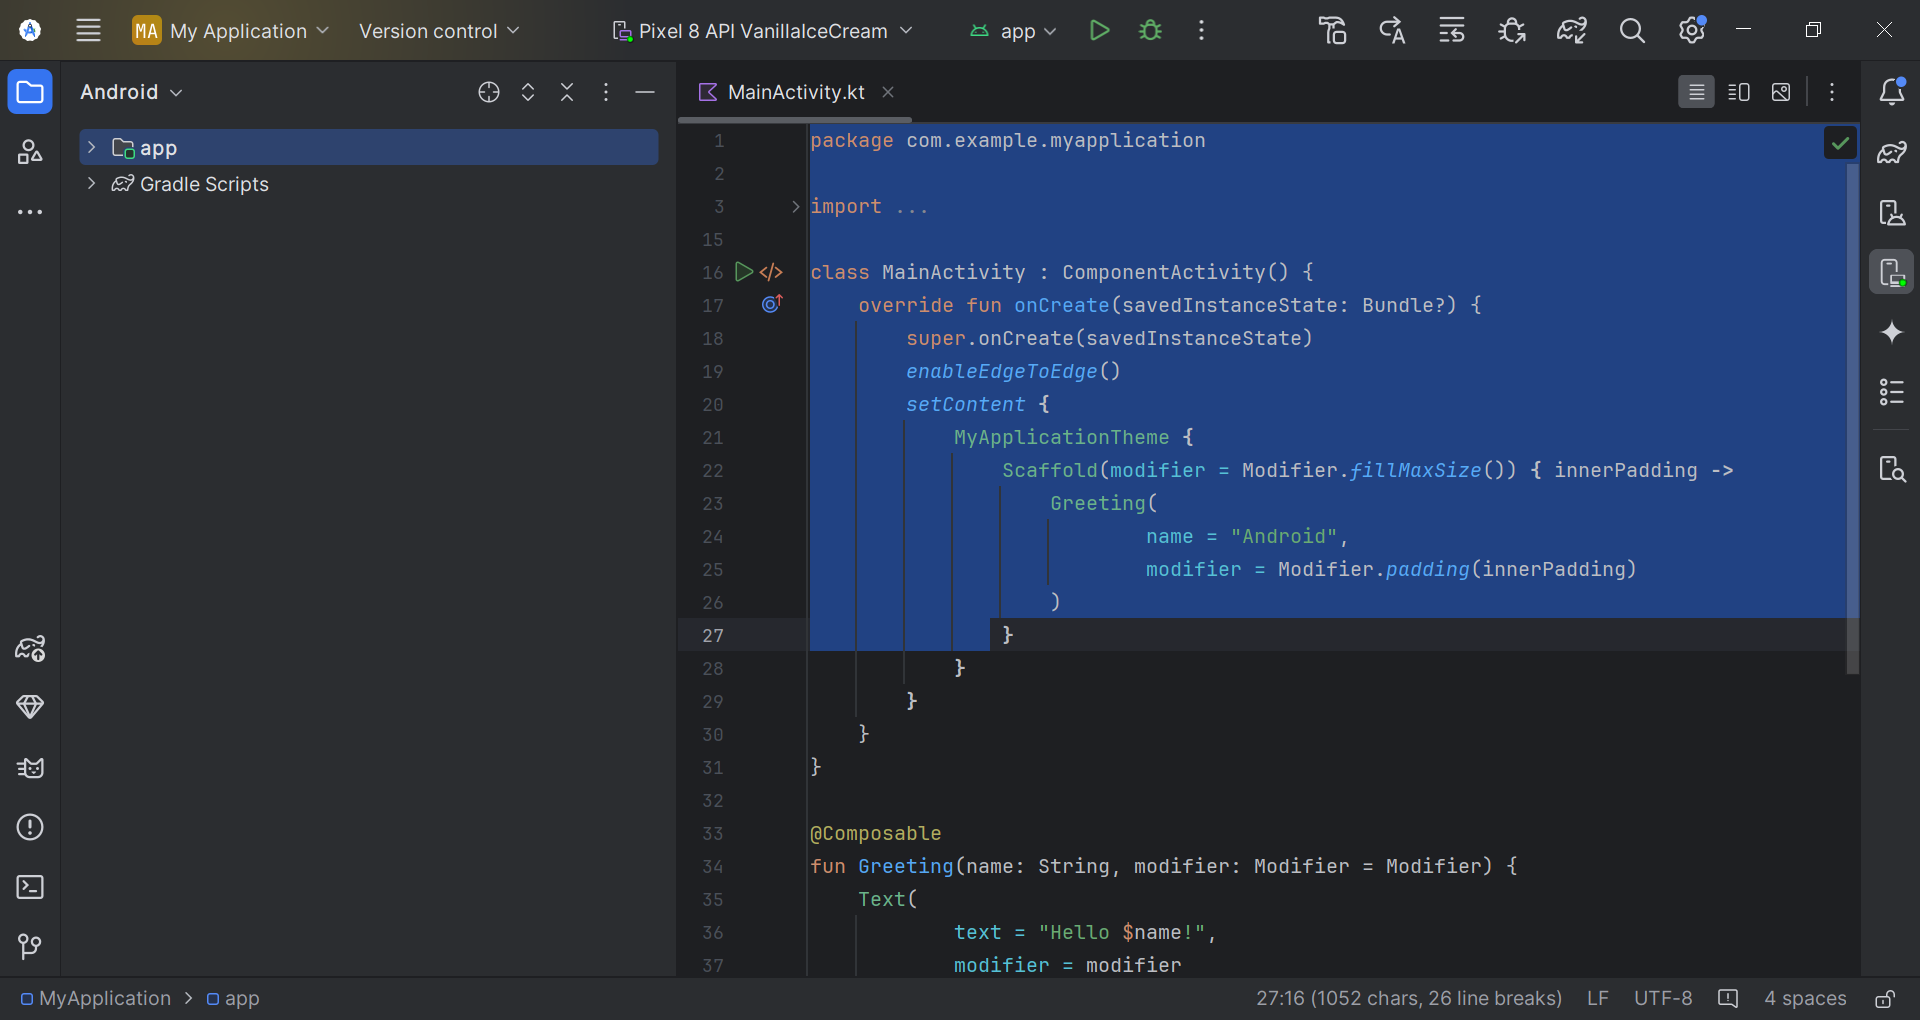 MA My Application Version control Pixel 8 API VanillaIceCream app
Android
MainActivity.kt
app
Gradle Scripts
1 package com.example.myapplication
2
3 import ...
15
16 class MainActivity : ComponentActivity() {
17 override fun onCreate(savedInstanceState: Bundle?) {
18 super.onCreate(savedInstanceState)
19 enableEdgeToEdge()
20 setContent {
21 MyApplicationTheme {
22 Scaffold(modifier = Modifier.fillMaxSize()) { innerPadding ->
23 Greeting(
24 name = "Android",
25 modifier = Modifier.padding(innerPadding)
26 )
27 }
28 }
29 }
30 }
31 }
32
33 @Composable
34 fun Greeting(name: String, modifier: Modifier = Modifier) {
35 Text(
36 text = "Hello $name!",
37 modifier = modifier
MyApplication > app
27:16 (1052 chars, 26 line breaks) LF UTF-8 4 spaces